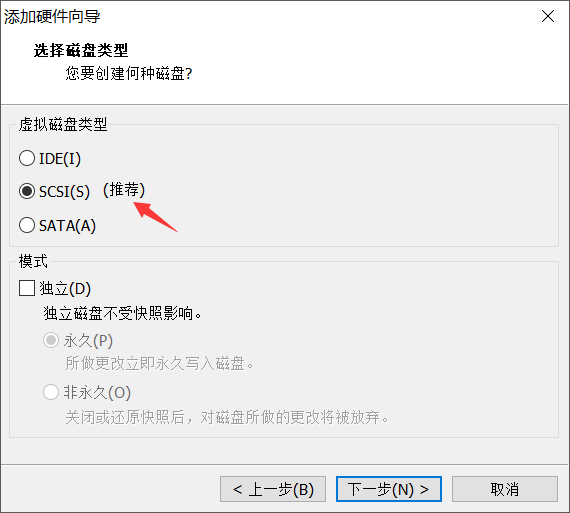 添加硬件向导
选择磁盘类型
您要创建何种磁盘?
虚拟磁盘类型
IDE(I)
SCSI(S) (推荐)
SATA(A)
模式
独立(D)
独立磁盘不受快照影响。
永久(P)
所做更改立即永久写入磁盘。
非永久(O)
关闭或还原快照后，对磁盘所做的更改将被放弃。
< 上一步(B) 下一步(N) > 取消